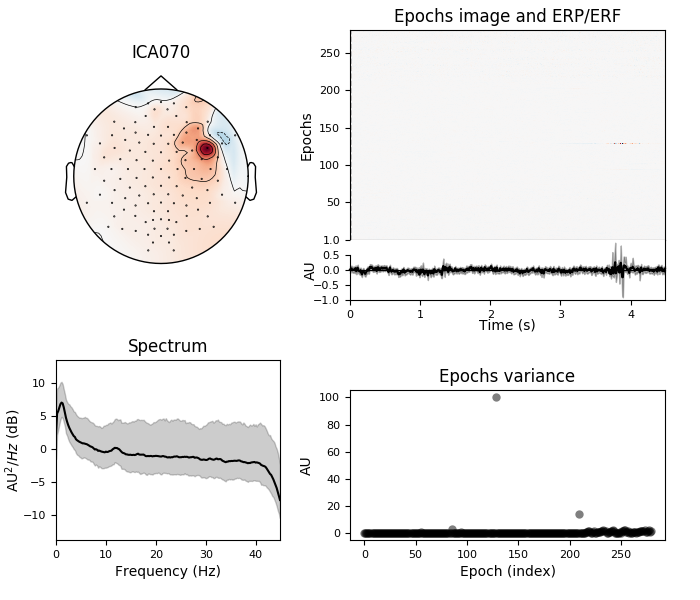 ICA070
Epochs image and ERP/ERF
Epochs
250
200
150
100
50
1.0
AU
0.5
0.0
−0.5
−1.0
0 1 2 3 4
Time (s)
Spectrum
AU²/Hz (dB)
10
5
0
−5
−10
0 10 20 30 40
Frequency (Hz)
Epochs variance
AU
100
80
60
40
20
0
0 50 100 150 200 250
Epoch (index)